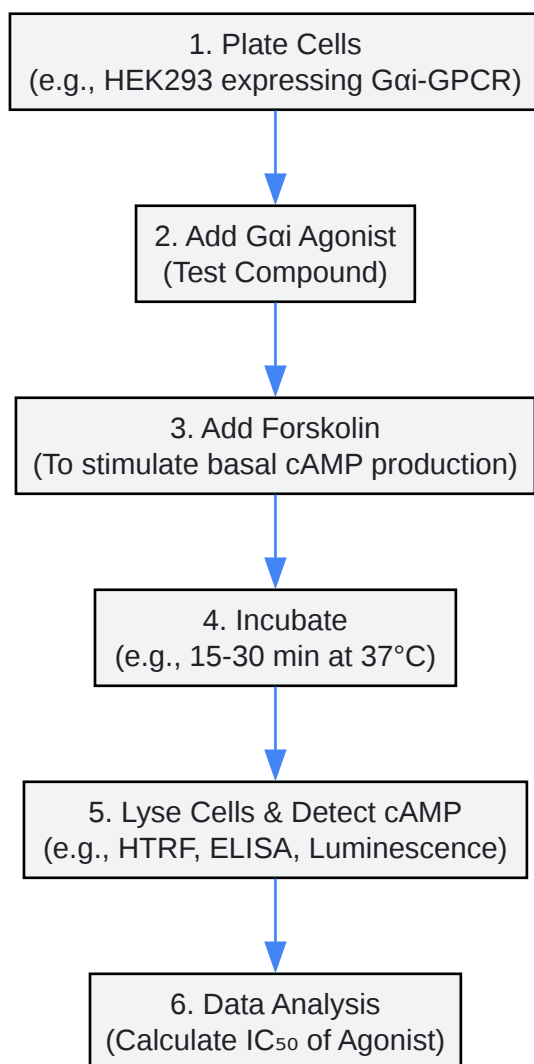 1. Plate Cells
(e.g., HEK293 expressing Gαi-GPCR)
2. Add Gαi Agonist
(Test Compound)
3. Add Forskolin
(To stimulate basal cAMP production)
4. Incubate
(e.g., 15-30 min at 37°C)
5. Lyse Cells & Detect cAMP
(e.g., HTRF, ELISA, Luminescence)
6. Data Analysis
(Calculate IC₅₀ of Agonist)